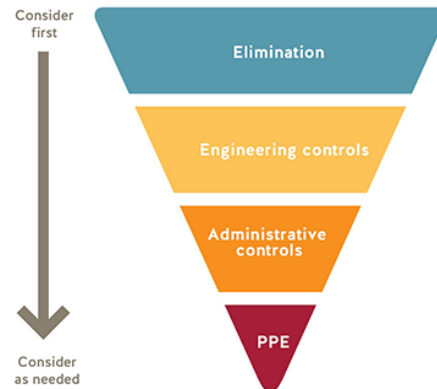 Consider
first
Elimination
Engineering controls
Administrative
controls
PPE
Consider
as needed